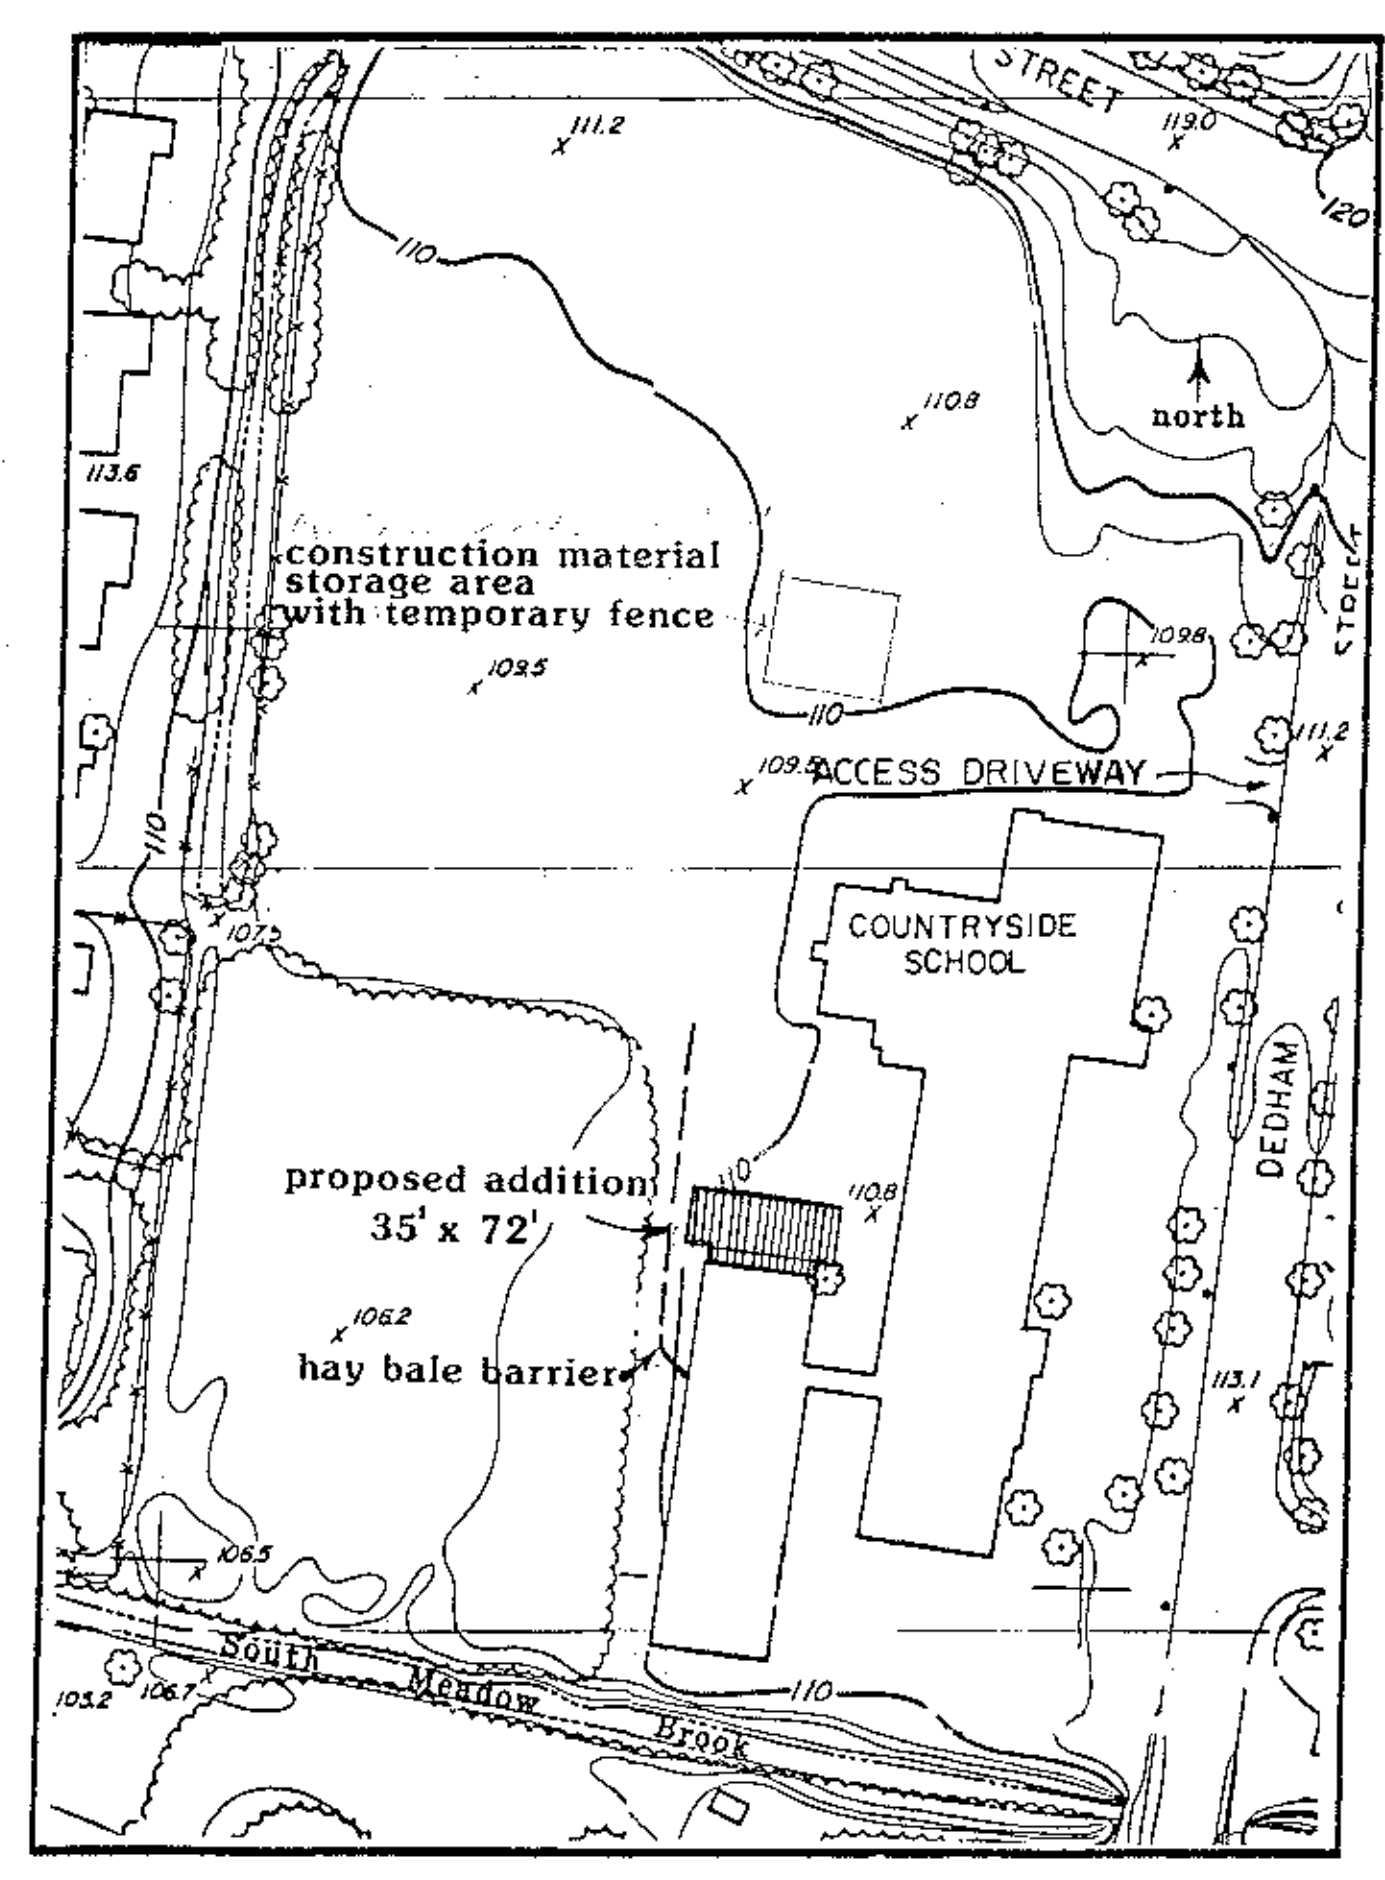 STREET
111.2
119.0
120
110
110.8
north
113.6
construction material
storage area
with temporary fence
STREET
109.8
109.5
110
111.2
109.5
ACCESS DRIVEWAY
110
COUNTRYSIDE
SCHOOL
107.5
DEDHAM
proposed addition
35' x 72'
110
110.8
106.2
hay bale barrier
113.1
106.5
South Meadow Brook
106.7
103.2
110